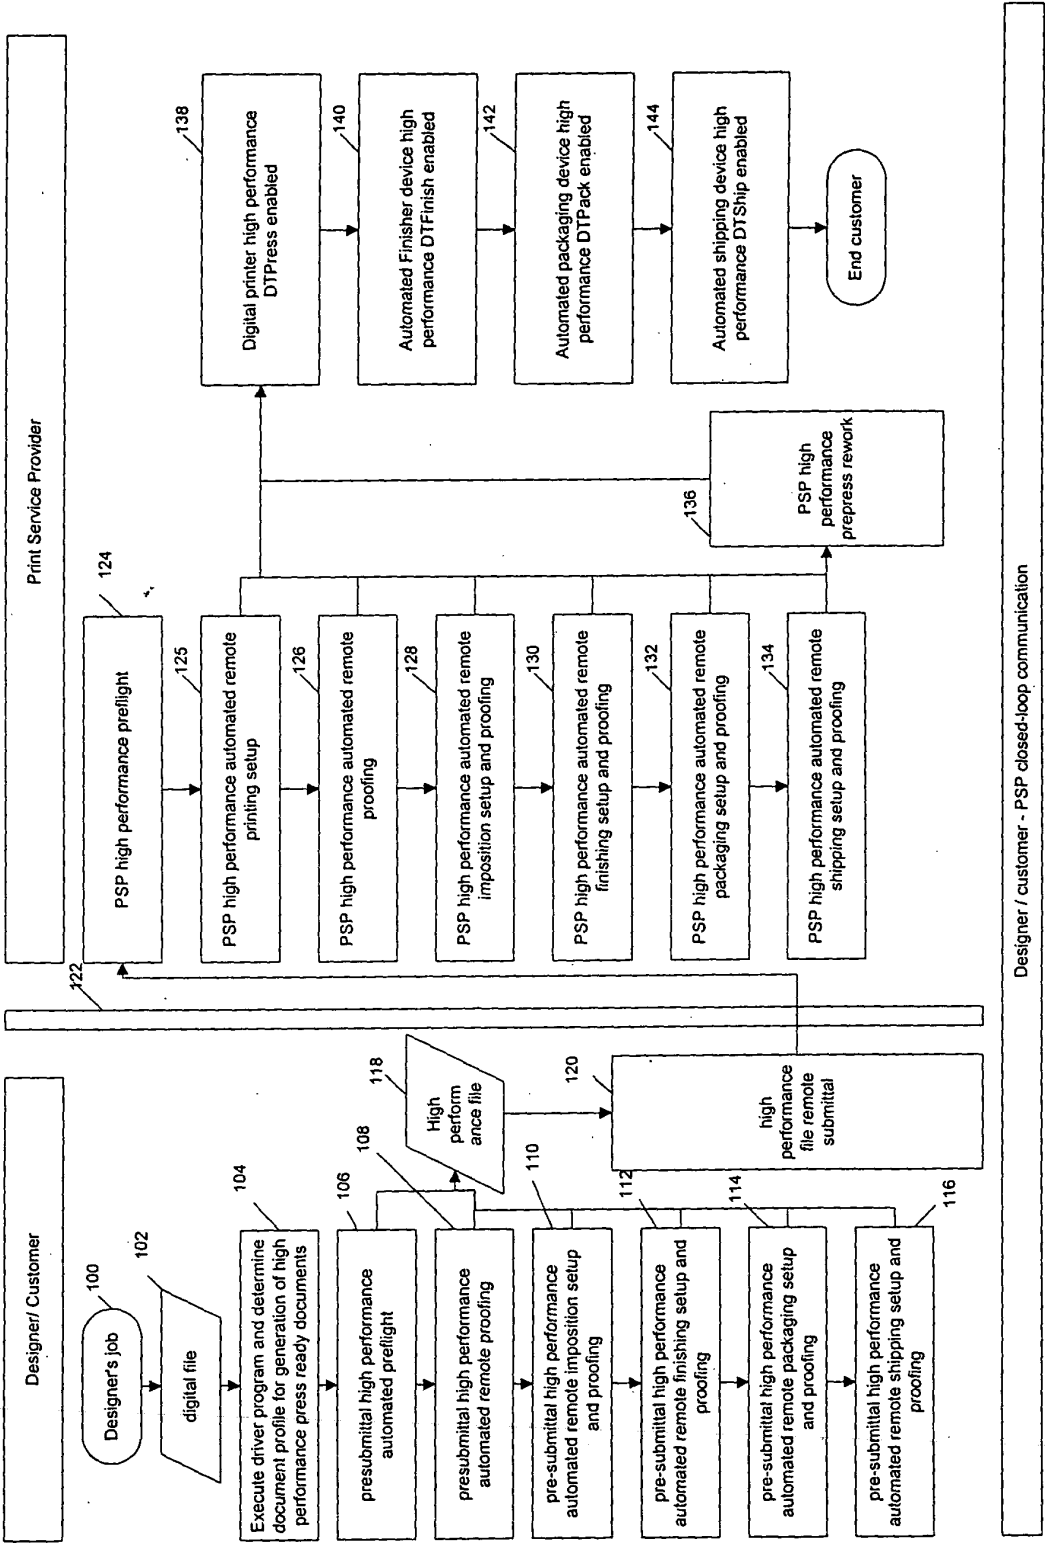 Designer/ Customer
Designer's job
100
digital file
102
Execute driver program and determine
document profile for generation of high
performance press ready documents
104
presubmittal high performance
automated preflight
106
presubmittal high performance
automated remote proofing
108
pre-submittal high performance
automated remote imposition setup
and proofing
110
pre-submittal high performance
automated remote finishing setup and
proofing
112
pre-submittal high performance
automated remote packaging setup
and proofing
114
pre-submittal high performance
automated remote shipping setup and
proofing
116
High
perform
ance file
118
high
performance
file remote
submittal
120
122
Print Service Provider
PSP high performance preflight
124
PSP high performance automated remote
printing setup
125
PSP high performance automated remote
proofing
126
PSP high performance automated remote
imposition setup and proofing
128
PSP high performance automated remote
finishing setup and proofing
130
PSP high performance automated remote
packaging setup and proofing
132
PSP high performance automated remote
shipping setup and proofing
134
PSP high
performance
prepress rework
136
Digital printer high performance
DTPress enabled
138
Automated Finisher device high
performance DTFinish enabled
140
Automated packaging device high
performance DTPack enabled
142
Automated shipping device high
performance DTShip enabled
144
End customer
Designer / customer - PSP closed-loop communication